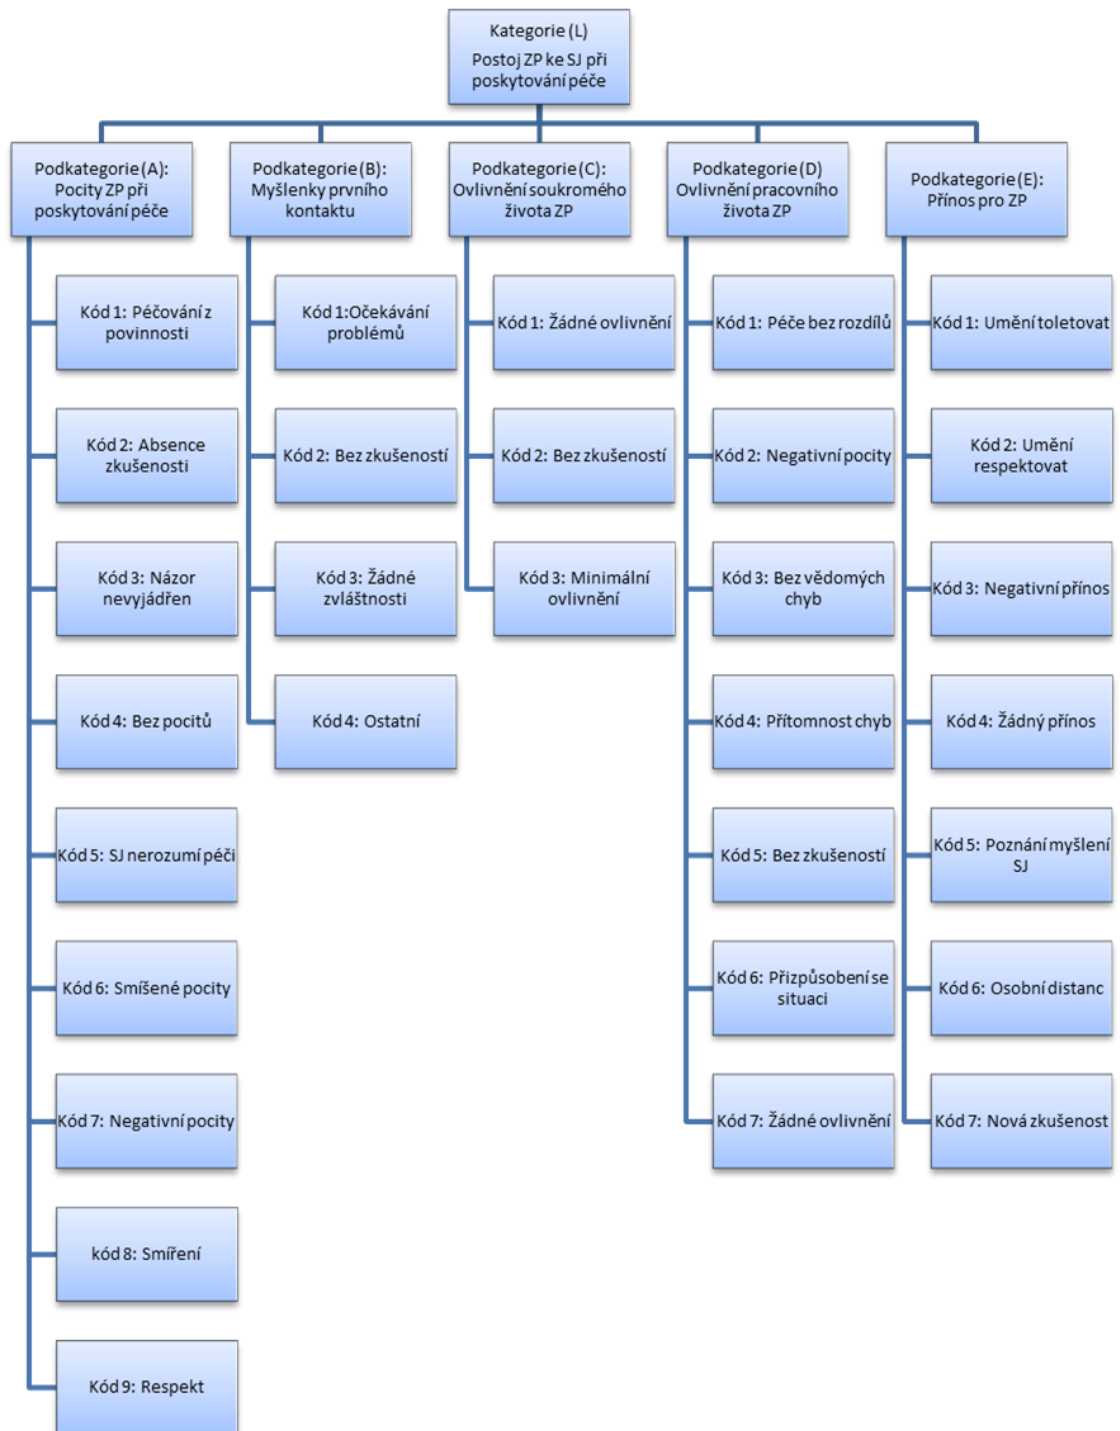 Kategorie (L)
Postoj ZP ke SJ při
poskytování péče
Podkategorie (A):
Pocity ZP při
poskytování péče
Kód 1: Péčování z
povinnosti
Kód 2: Absence
zkušenosti
Kód 3: Názor
nevyjádřen
Kód 4: Bez pocitů
Kód 5: SJ nerozumí péči
Kód 6: Smíšené pocity
Kód 7: Negativní pocity
kód 8: Smíření
Kód 9: Respekt
Podkategorie (B):
Myšlenky prvního
kontaktu
Kód 1:Očekávání
problémů
Kód 2: Bez zkušeností
Kód 3: Žádné
zvláštnosti
Kód 4: Ostatní
Podkategorie (C):
Ovlivnění soukromého
života ZP
Kód 1: Žádné ovlivnění
Kód 2: Bez zkušeností
Kód 3: Minimální
ovlivnění
Podkategorie (D)
Ovlivnění pracovního
života ZP
Kód 1: Péče bez rozdílů
Kód 2: Negativní pocity
Kód 3: Bez vědomých
chyb
Kód 4: Přítomnost chyb
Kód 5: Bez zkušeností
Kód 6: Přizpůsobení se
situaci
Kód 7: Žádné ovlivnění
Podkategorie (E):
Přínos pro ZP
Kód 1: Umění toletovat
Kód 2: Umění
respektovat
Kód 3: Negativní přínos
Kód 4: Žádný přínos
Kód 5: Poznání myšlení
SJ
Kód 6: Osobní distanc
Kód 7: Nová zkušenost